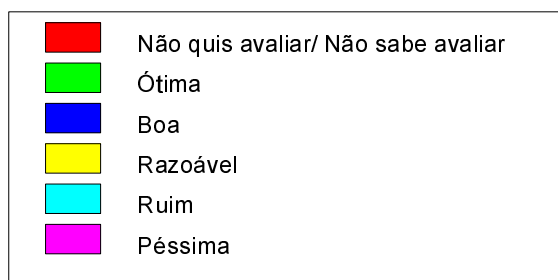 Não quis avaliar/ Não sabe avaliar
Ótima
Boa
Razoável
Ruim
Péssima